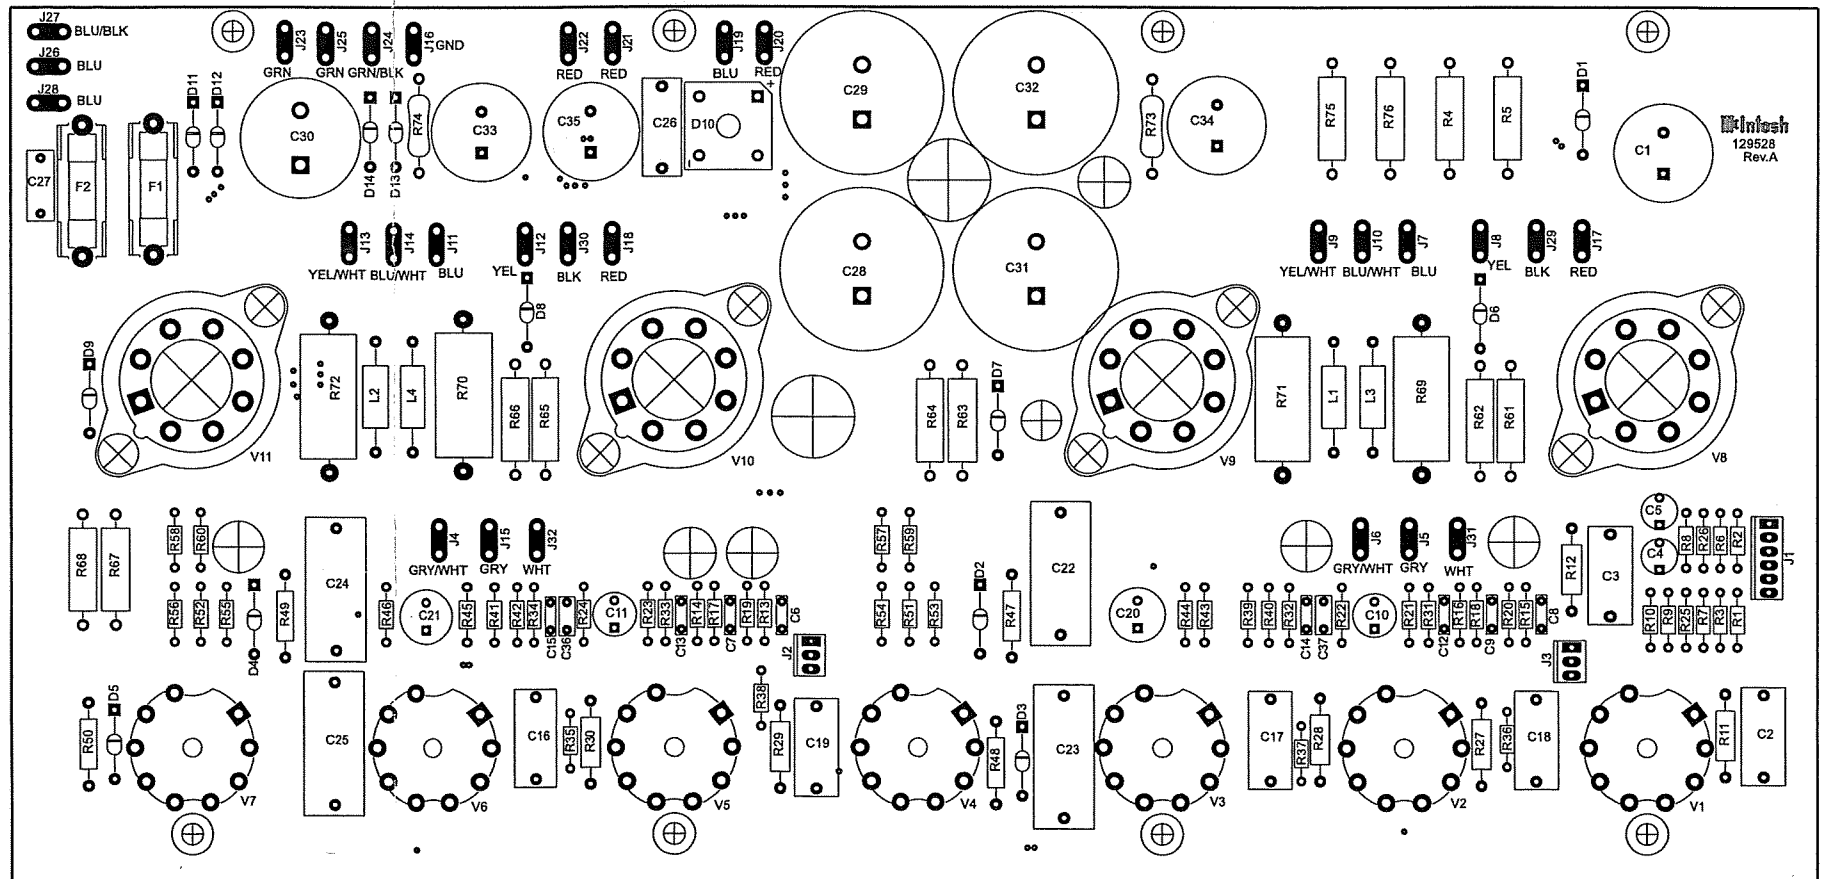 J27
BLU/BLK
J26
BLU
J28
BLU
J23
GRN
J25
GRN
J24
GRN/BLK
J16
GND
J22
RED
J21
RED
J19
BLU
J20
RED
+
D11
D12
C30
D14
D13
R74
C33
C35
C26
D10
-
C29
C32
R73
C34
R75
R76
R4
R5
D1
C1
McIntosh
129528
Rev.A
C27
F2
F1
J13
YEL/WHT
J14
BLU/WHT
J11
BLU
J12
YEL
J30
BLK
J18
RED
C28
C31
J9
YEL/WHT
J10
BLU/WHT
J7
BLU
J8
YEL
J29
BLK
J17
RED
D9
V11
R72
L2
L4
R70
D8
R66
R65
V10
R64
R63
D7
V9
R71
L1
L3
R69
D6
R62
R61
V8
R68
R67
R58
R60
R56
R52
R55
D4
R49
C24
R46
J4
GRY/WHT
J15
GRY
J32
WHT
C21
R45
R41
R42
R34
C15
C36
R24
C11
R23
R33
C13
R14
R17
C7
R19
R13
C6
J2
R57
R59
R54
R51
R53
D2
R47
C22
C20
R44
R43
J6
GRY/WHT
J5
GRY
J31
WHT
R39
R40
R32
C14
C37
R22
C10
R21
R31
C12
R16
R18
C9
R20
R15
C8
J3
R12
C3
C5
C4
R8
R26
R6
R2
J1
R10
R9
R25
R7
R3
R1
R50
D5
V7
C25
V6
C16
R35
R30
V5
R38
R29
C19
V4
R48
D3
C23
V3
C17
R37
R28
V2
R27
R36
C18
V1
R11
C2